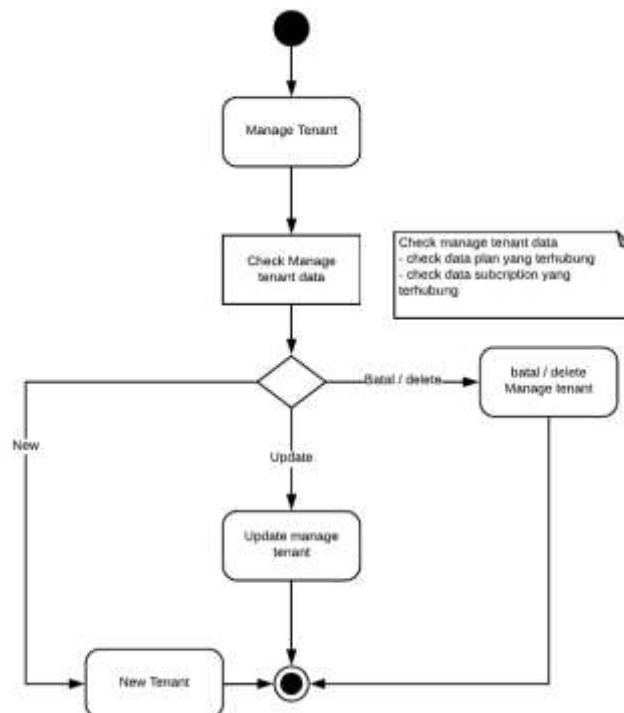 Manage Tenant
Check Manage
tenant data
Check manage tenant data
- check data plan yang terhubung
- check data subcription yang
terhubung
Batal / delete
batal / delete
Manage tenant
New
Update
Update manage
tenant
New Tenant